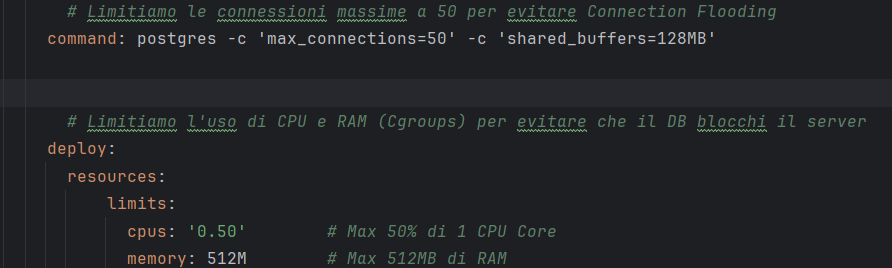 # Limitiamo le connessioni massime a 50 per evitare Connection Flooding
command: postgres -c 'max_connections=50' -c 'shared_buffers=128MB'
# Limitiamo l'uso di CPU e RAM (Cgroups) per evitare che il DB blocchi il server
deploy:
resources:
limits:
cpus: '0.50' # Max 50% di 1 CPU Core
memory: 512M # Max 512MB di RAM